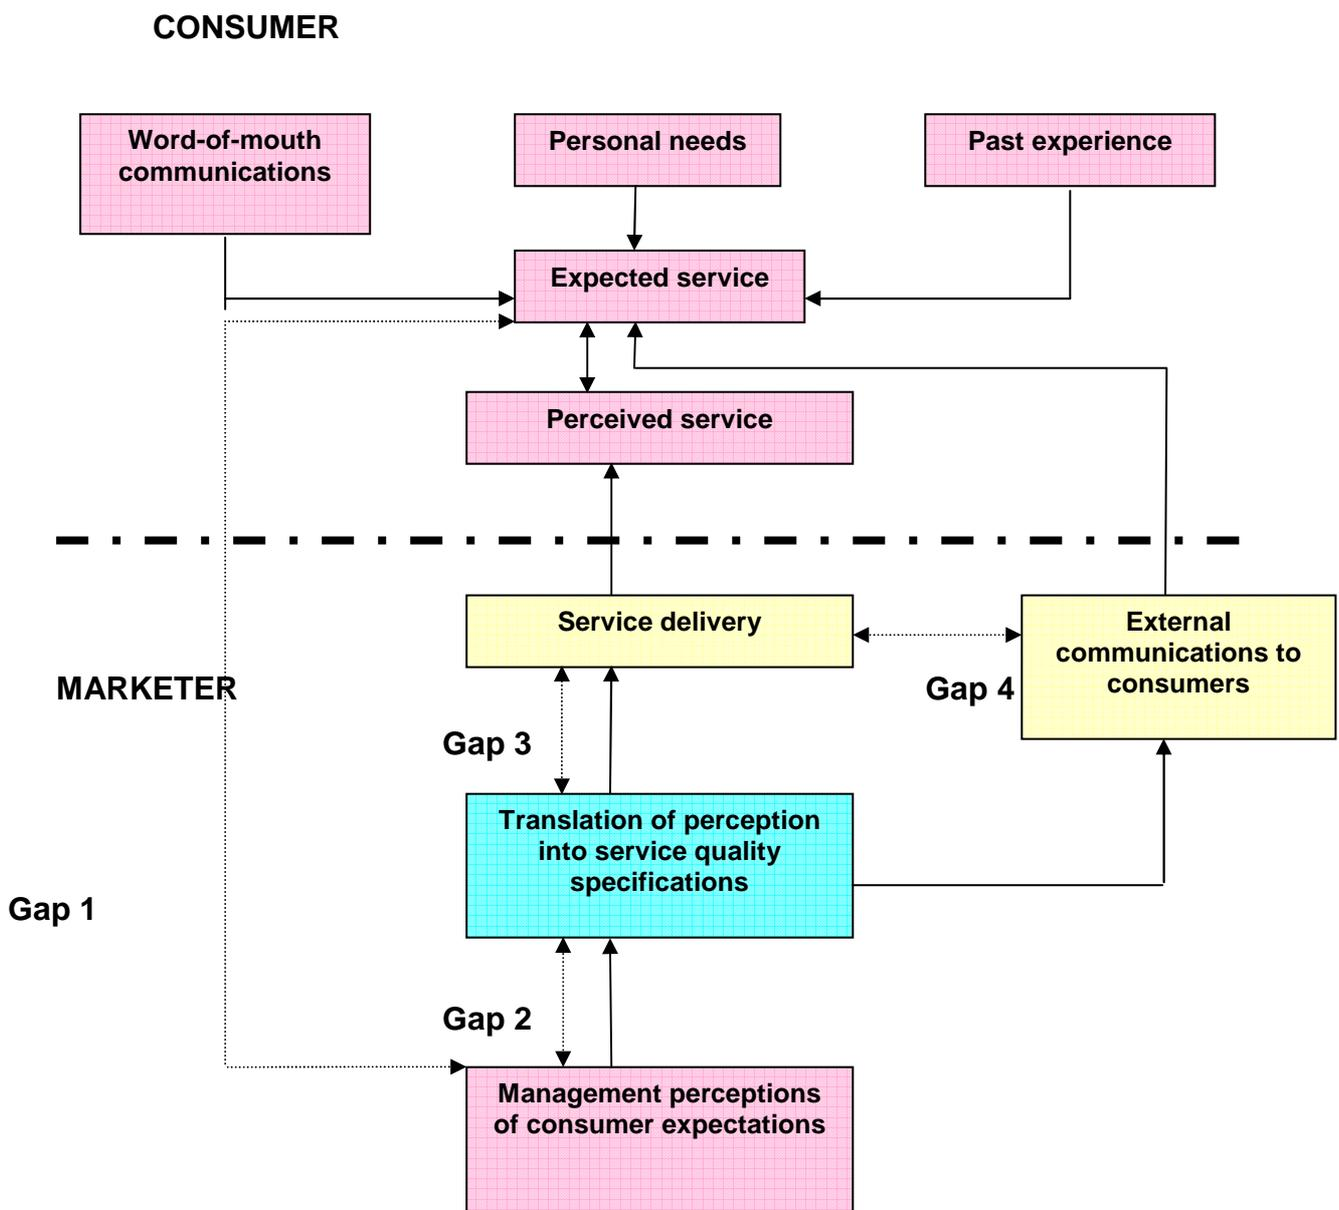 CONSUMER
Word-of-mouth
communications
Personal needs
Past experience
Expected service
Perceived service
Service delivery
External
communications to
consumers
MARKETER
Gap 4
Gap 3
Translation of perception
into service quality
specifications
Gap 1
Gap 2
Management perceptions
of consumer expectations